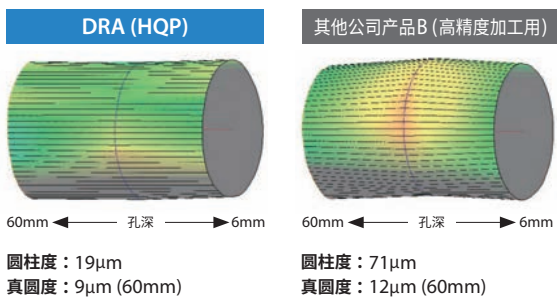 DRA (HQP)
其他公司产品B (高精度加工用)
60mm 孔深 6mm
60mm 孔深 6mm
圆柱度：19μm
真圆度：9μm (60mm)
圆柱度：71μm
真圆度：12μm (60mm)